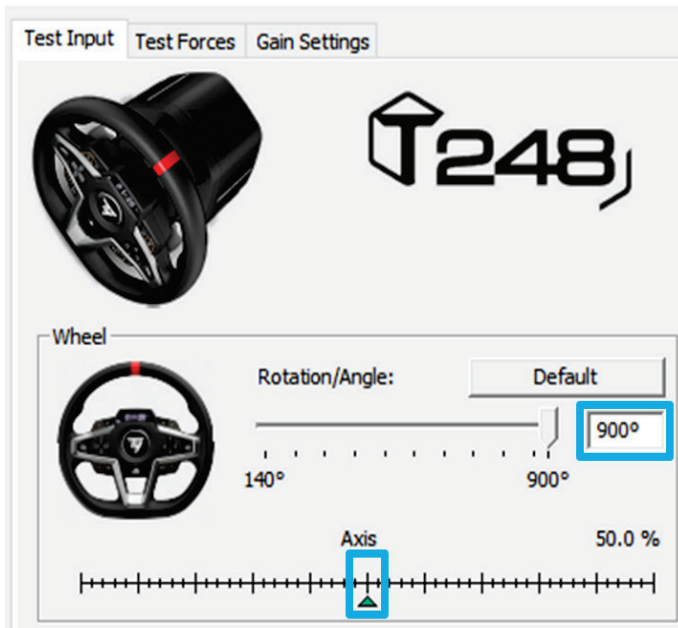 Test Input Test Forces Gain Settings
T248
Wheel
Rotation/Angle: Default
900°
140° 900°
Axis 50.0 %